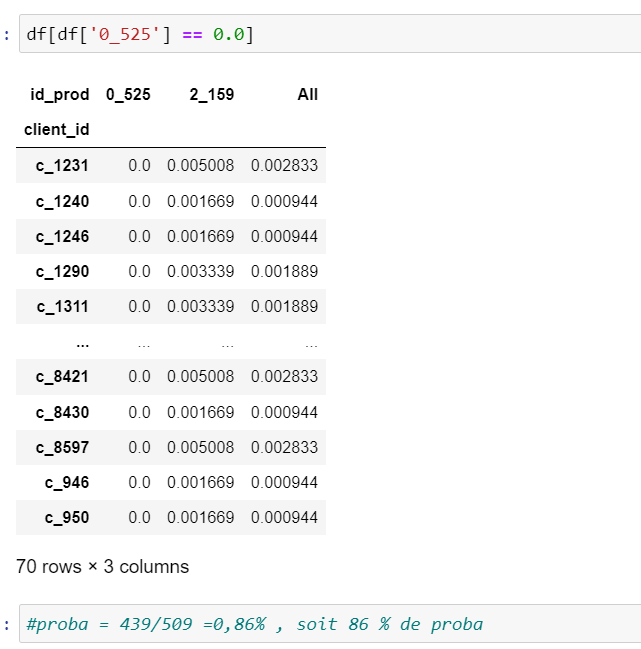 : df[df['0_525'] == 0.0]
id_prod 0_525 2_159 All
client_id
c_1231 0.0 0.005008 0.002833
c_1240 0.0 0.001669 0.000944
c_1246 0.0 0.001669 0.000944
c_1290 0.0 0.003339 0.001889
c_1311 0.0 0.003339 0.001889
... ... ... ...
c_8421 0.0 0.005008 0.002833
c_8430 0.0 0.001669 0.000944
c_8597 0.0 0.005008 0.002833
c_946 0.0 0.001669 0.000944
c_950 0.0 0.001669 0.000944
70 rows × 3 columns
: #proba = 439/509 =0,86% , soit 86 % de proba